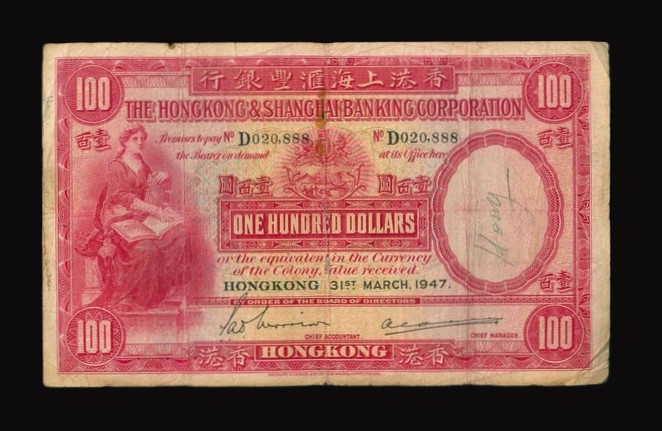 行銀豐滙海上港香
100 100
THE HONGKONG & SHANGHAI BANKING CORPORATION
壹百 Promises to pay Nº D020,888 Nº D020,888 壹百
the Bearer on demand at its Office here
圓百壹 圓百壹
ONE HUNDRED DOLLARS
or the equivalent in the Currency
of the Colony, Value received.
壹百
HONGKONG 31ST MARCH, 1947.
BY ORDER OF THE BOARD OF DIRECTORS
CHIEF ACCOUNTANT CHIEF MANAGER
100 100
港香 HONGKONG 港香